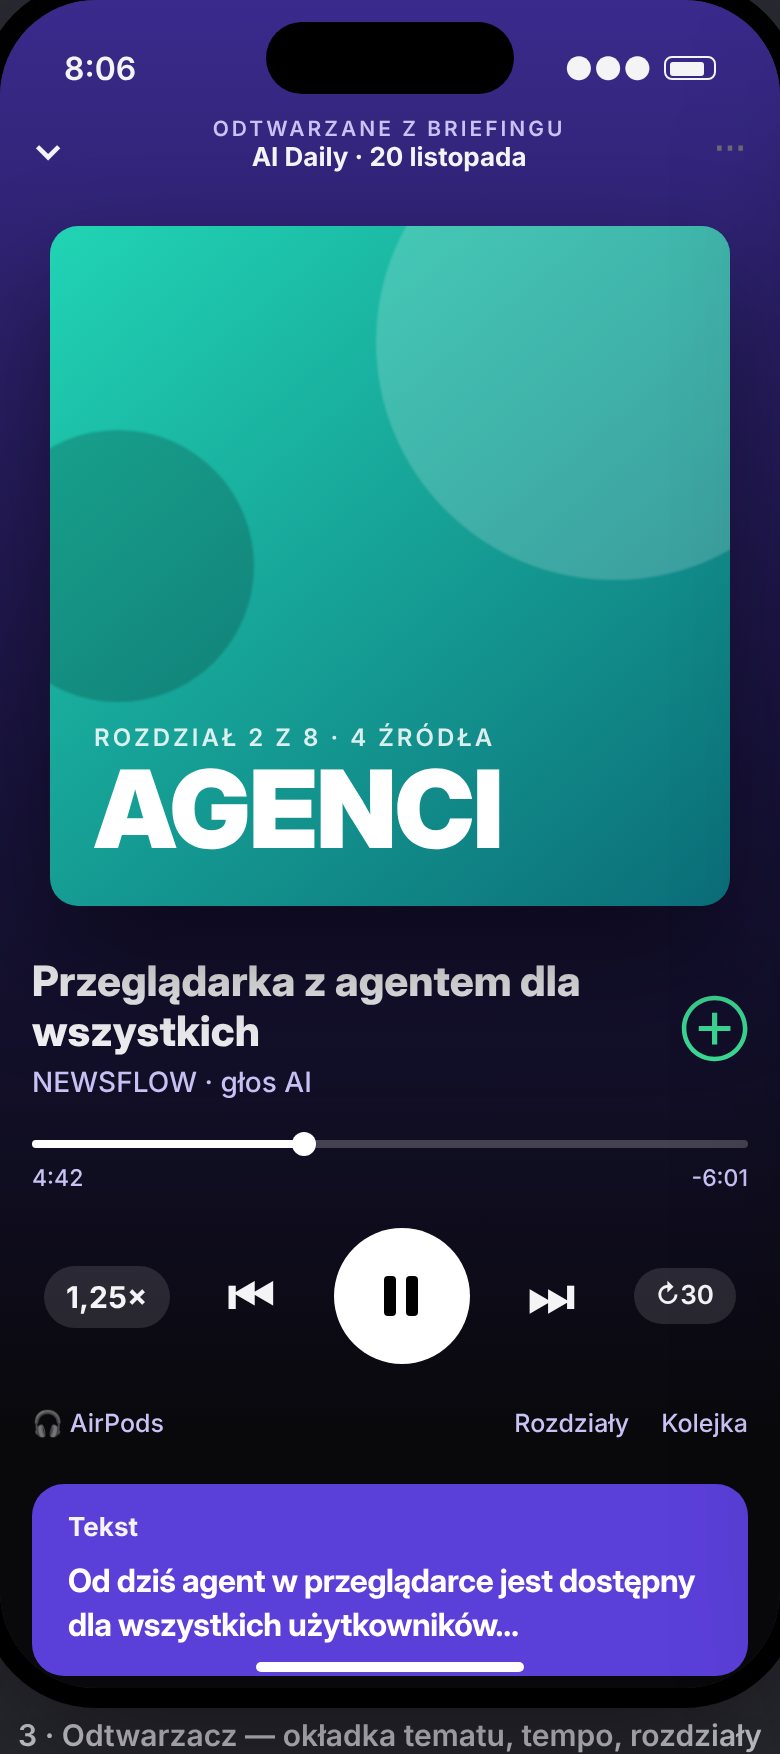 8:06
ODTWARZANE Z BRIEFINGU
AI Daily · 20 listopada
ROZDZIAŁ 2 Z 8 · 4 ŹRÓDŁA
AGENCI
Przeglądarka z agentem dla
wszystkich
NEWSFLOW · głos AI
4:42 -6:01
1,25× 30
AirPods Rozdziały Kolejka
Tekst
Od dziś agent w przeglądarce jest dostępny
dla wszystkich użytkowników...
3 · Odtwarzacz — okładka tematu, tempo, rozdziały